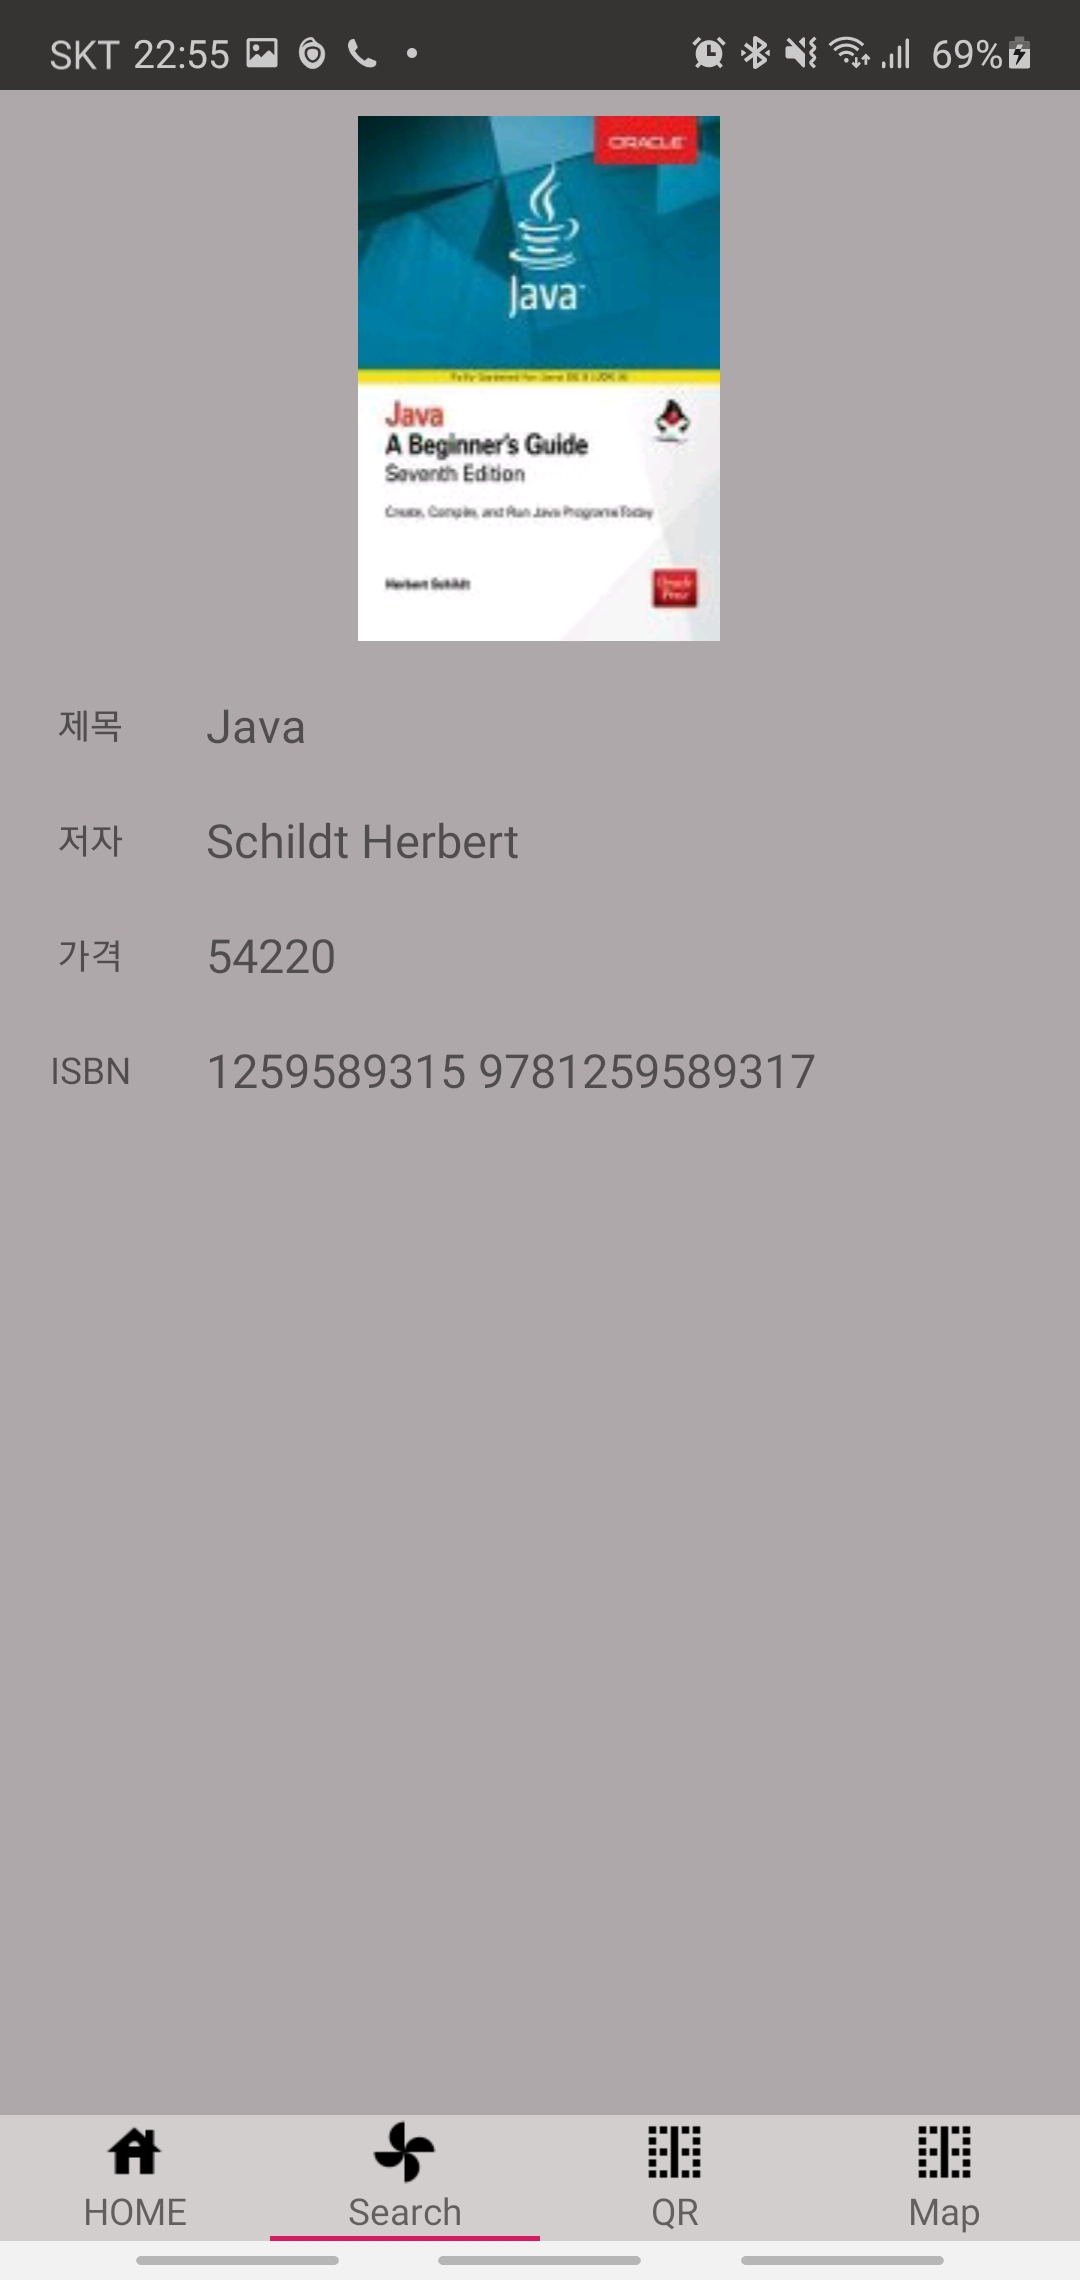 SKT 22:55 69%
ORACLE
Java
Java
A Beginner's Guide
Seventh Edition
Create, Compile, and Run Java Programs Today
Herbert Schildt
Oracle
Press
제목 Java
저자 Schildt Herbert
가격 54220
ISBN 1259589315 9781259589317
HOME Search QR Map